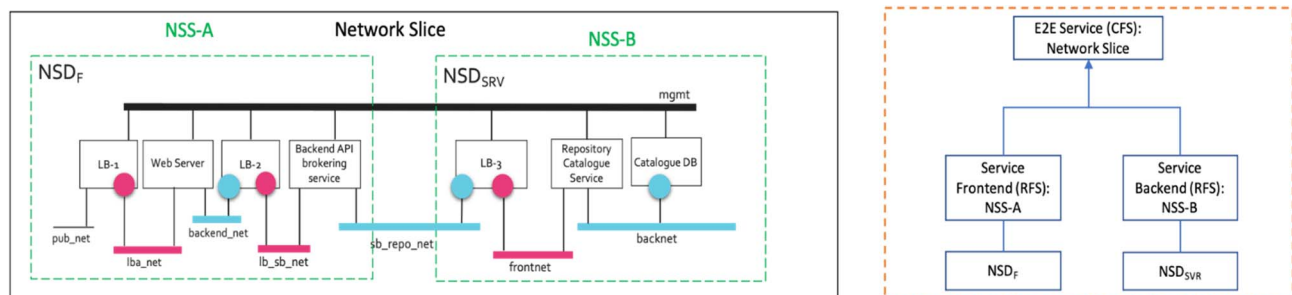 NSS-A
Network Slice
NSS-B
NSD_F
NSD_SRV
mgmt
LB-1
Web Server
LB-2
Backend API
brokering
service
LB-3
Repository
Catalogue
Service
Catalogue DB
pub_net
lba_net
backend_net
lb_sb_net
sb_repo_net
frontnet
backnet
E2E Service (CFS):
Network Slice
Service
Frontend (RFS):
NSS-A
Service
Backend (RFS):
NSS-B
NSD_F
NSD_SVR